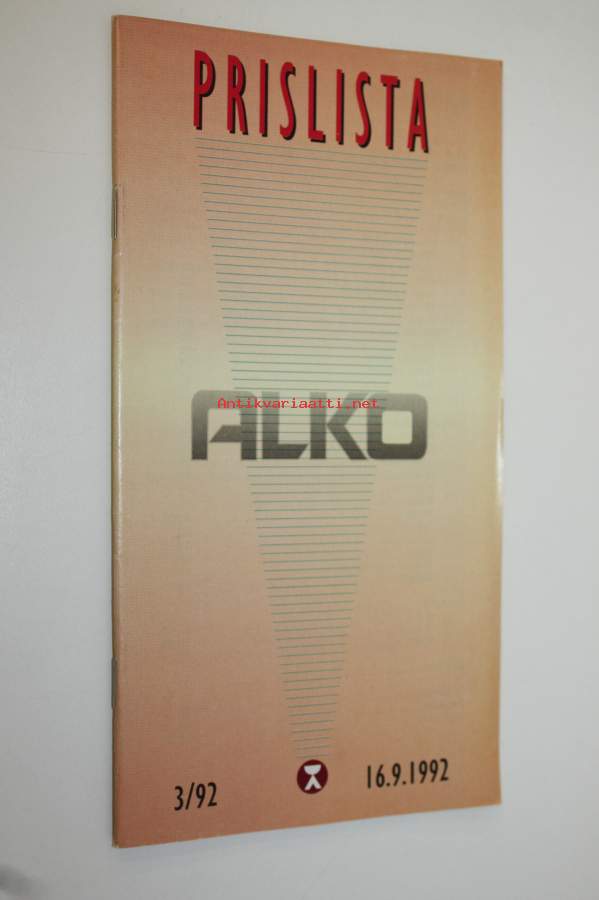 PRISLISTA
Antikvariaatti.net
ALKO
3/92
16.9.1992